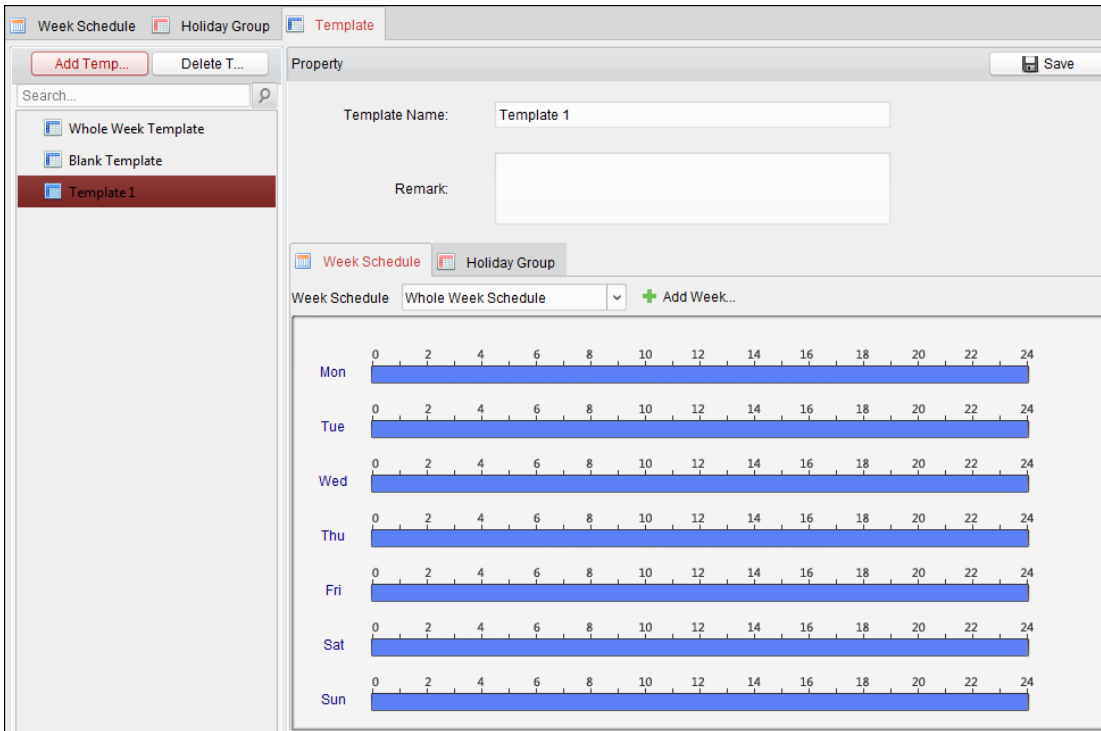 Week Schedule Holiday Group Template
Add Temp... Delete T... Property Save
Search...
Template Name: Template 1
Whole Week Template
Blank Template
Template 1
Remark:
Week Schedule Holiday Group
Week Schedule Whole Week Schedule Add Week...
0 2 4 6 8 10 12 14 16 18 20 22 24
Mon
0 2 4 6 8 10 12 14 16 18 20 22 24
Tue
0 2 4 6 8 10 12 14 16 18 20 22 24
Wed
0 2 4 6 8 10 12 14 16 18 20 22 24
Thu
0 2 4 6 8 10 12 14 16 18 20 22 24
Fri
0 2 4 6 8 10 12 14 16 18 20 22 24
Sat
0 2 4 6 8 10 12 14 16 18 20 22 24
Sun